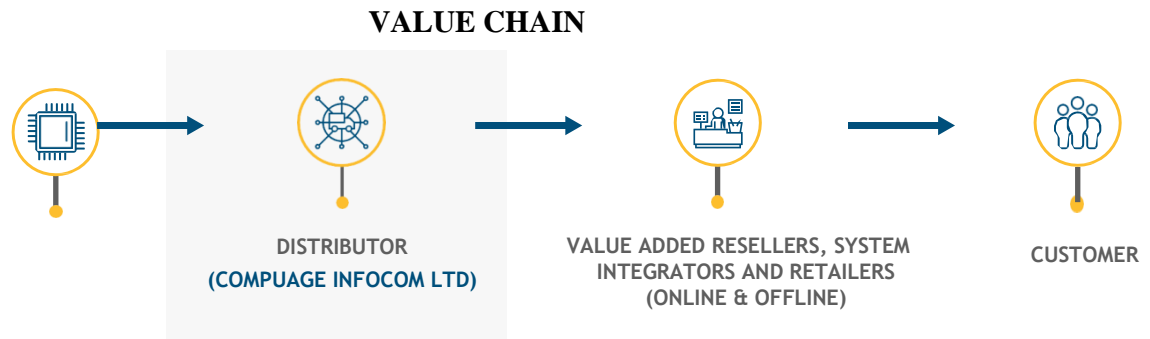 VALUE CHAIN
DISTRIBUTOR
(COMPUAGE INFOCOM LTD)
VALUE ADDED RESELLERS, SYSTEM
INTEGRATORS AND RETAILERS
(ONLINE & OFFLINE)
CUSTOMER